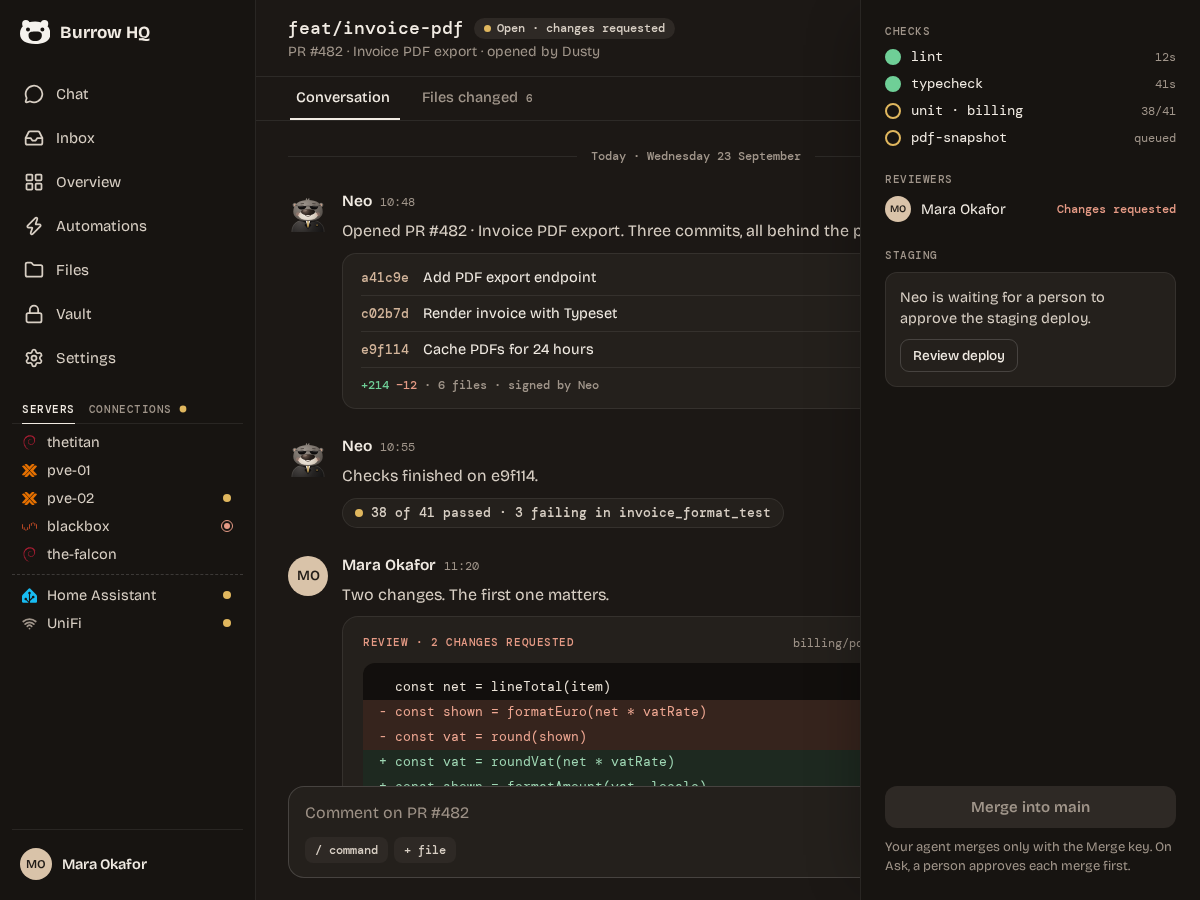 Burrow HQ
Chat
Inbox
Overview
Automations
Files
Vault
Settings
SERVERS CONNECTIONS
thetitan
pve-01
pve-02
blackbox
the-falcon
Home Assistant
UniFi
MO Mara Okafor
feat/invoice-pdf Open · changes requested
PR #482 · Invoice PDF export · opened by Dusty
Conversation Files changed 6
Today · Wednesday 23 September
Neo 10:48
Opened PR #482 · Invoice PDF export. Three commits, all behind the
a41c9e Add PDF export endpoint
c02b7d Render invoice with Typeset
e9f114 Cache PDFs for 24 hours
+214 −12 · 6 files · signed by Neo
Neo 10:55
Checks finished on e9f114.
38 of 41 passed · 3 failing in invoice_format_test
MO Mara Okafor 11:20
Two changes. The first one matters.
REVIEW · 2 CHANGES REQUESTED billing/
const net = lineTotal(item)
- const shown = formatEuro(net * vatRate)
- const vat = round(shown)
+ const vat = roundVat(net * vatRate)
+ const shown = formatAmount(vat, locale)
Comment on PR #482
/ command + file
CHECKS
lint 12s
typecheck 41s
unit · billing 38/41
pdf-snapshot queued
REVIEWERS
MO Mara Okafor Changes requested
STAGING
Neo is waiting for a person to
approve the staging deploy.
Review deploy
Merge into main
Your agent merges only with the Merge key. On
Ask, a person approves each merge first.